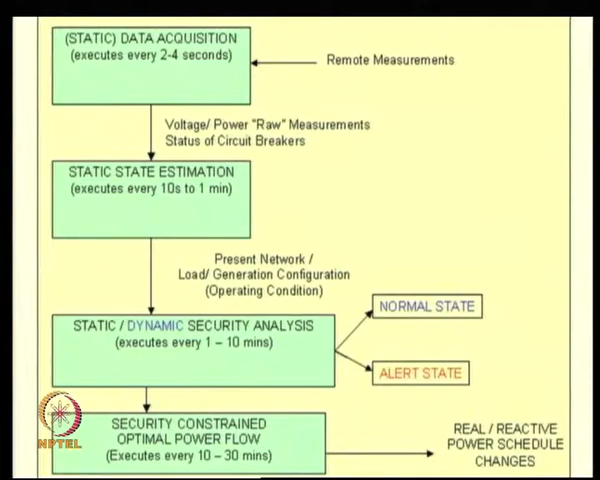 (STATIC) DATA ACQUISITION
(executes every 2-4 seconds)
Remote Measurements
Voltage/ Power "Raw" Measurements
Status of Circuit Breakers
STATIC STATE ESTIMATION
(executes every 10s to 1 min)
Present Network /
Load/ Generation Configuration
(Operating Condition)
STATIC / DYNAMIC SECURITY ANALYSIS
(executes every 1 – 10 mins)
NORMAL STATE
ALERT STATE
SECURITY CONSTRAINED
OPTIMAL POWER FLOW
(Executes every 10 – 30 mins)
REAL / REACTIVE
POWER SCHEDULE
CHANGES
NPTEL